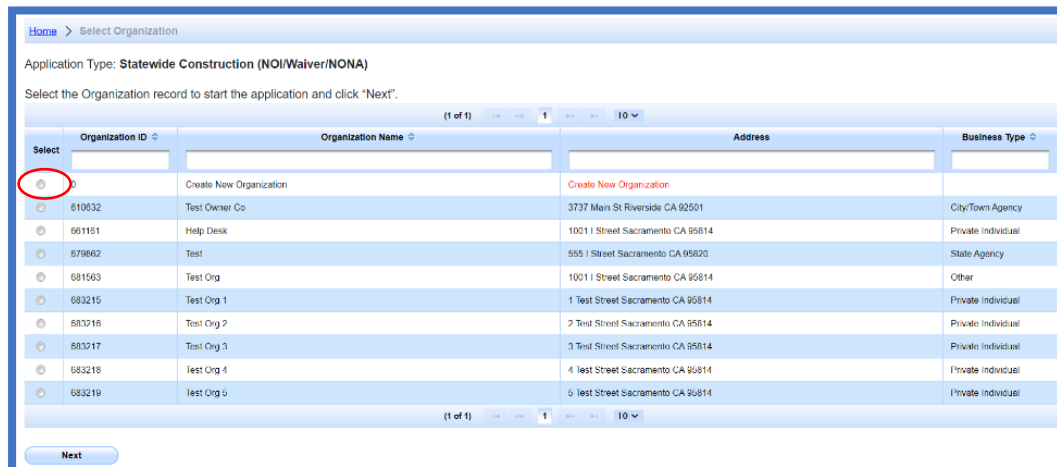 Home > Select Organization
Application Type: Statewide Construction (NOI/Waiver/NONA)
Select the Organization record to start the application and click “Next”.
(1 of 1) 1 10
Select Organization ID Organization Name Address Business Type
0 Create New Organization Create New Organization
610632 Test Owner Co 3737 Main St Riverside CA 92501 City/Town Agency
661161 Help Desk 1001 I Street Sacramento CA 95814 Private Individual
679862 Test 555 I Street Sacramento CA 95820 State Agency
681563 Test Org 1001 I Street Sacramento CA 95814 Other
683215 Test Org 1 1 Test Street Sacramento CA 95814 Private Individual
683216 Test Org 2 2 Test Street Sacramento CA 95814 Private Individual
683217 Test Org 3 3 Test Street Sacramento CA 95814 Private Individual
683218 Test Org 4 4 Test Street Sacramento CA 95814 Private Individual
683219 Test Org 5 5 Test Street Sacramento CA 95814 Private Individual
(1 of 1) 1 10
Next